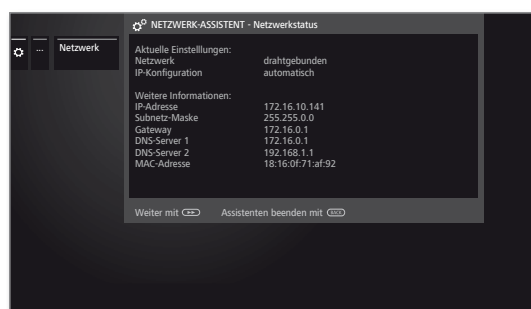 NETZWERK-ASSISTENT - Netzwerkstatus
... Netzwerk
Aktuelle Einstelllungen:
Netzwerk drahtgebunden
IP-Konfiguration automatisch
Weitere Informationen:
IP-Adresse 172.16.10.141
Subnetz-Maske 255.255.0.0
Gateway 172.16.0.1
DNS-Server 1 172.16.0.1
DNS-Server 2 192.168.1.1
MAC-Adresse 18:16:0f:71:af:92
Weiter mit Assistenten beenden mit BACK